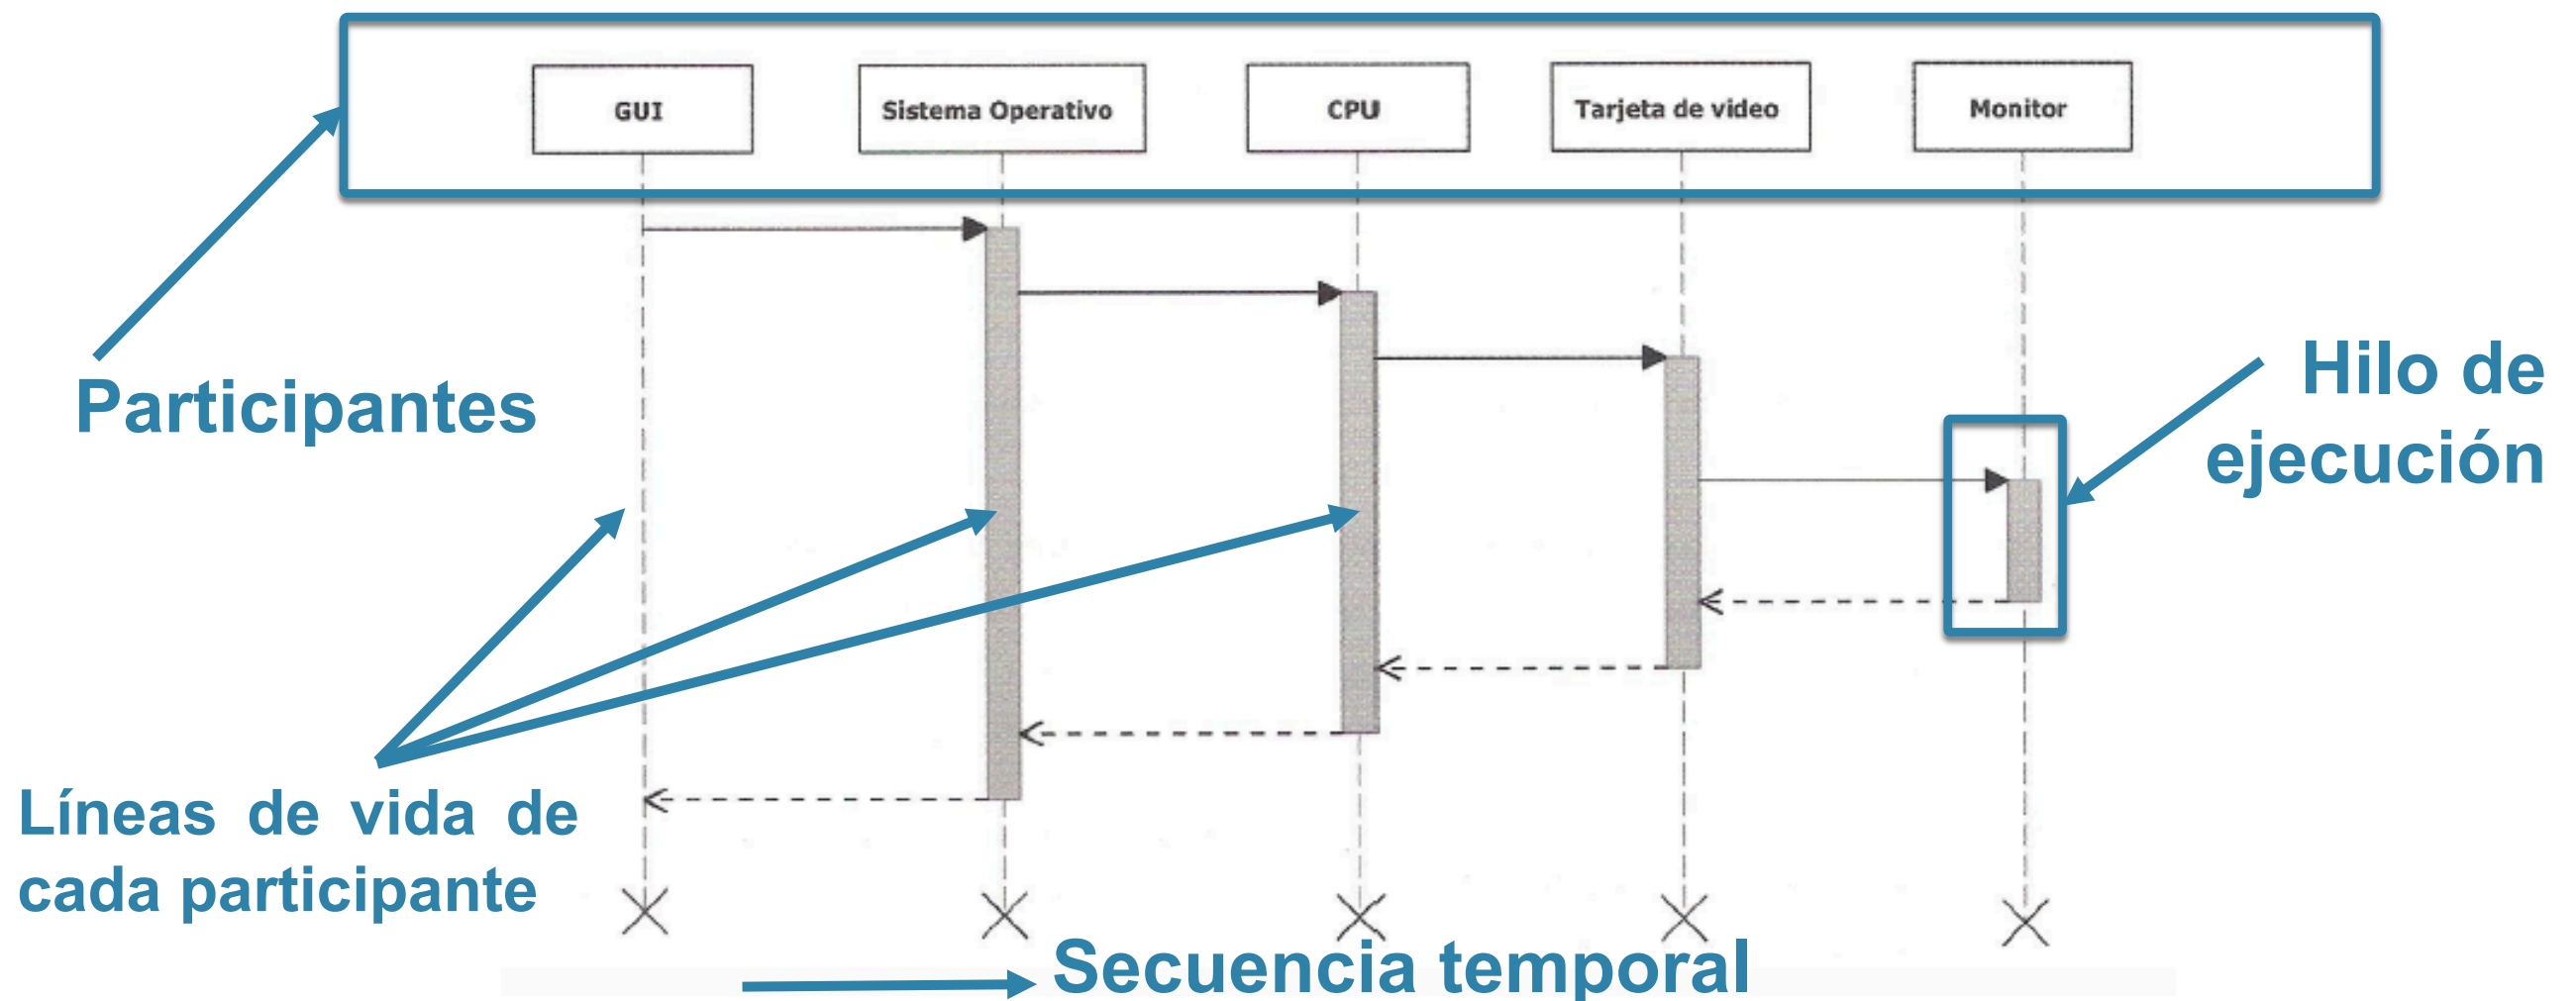 GUI
Sistema Operativo
CPU
Tarjeta de video
Monitor
Participantes
Hilo de
ejecución
Líneas de vida de
cada participante
Secuencia temporal